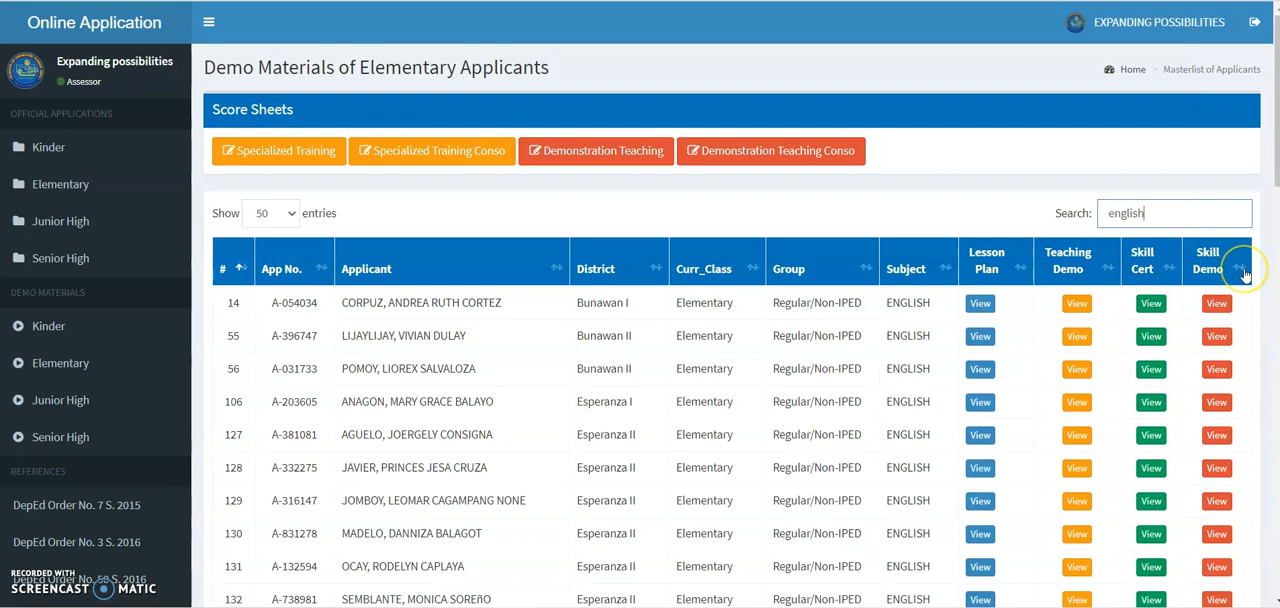 Online Application
EXPANDING POSSIBILITIES
Expanding possibilities
Assessor
OFFICIAL APPLICATIONS
Kinder
Elementary
Junior High
Senior High
DEMO MATERIALS
Kinder
Elementary
Junior High
Senior High
REFERENCES
DepEd Order No. 7 S. 2015
DepEd Order No. 3 S. 2016
DepEd Order No. 50 S. 2016
RECORDED WITH
SCREENCAST MATIC
Demo Materials of Elementary Applicants
Home > Masterlist of Applicants
Score Sheets
Specialized Training Specialized Training Conso Demonstration Teaching Demonstration Teaching Conso
Show 50 entries Search: english
# App No. Applicant District Curr_Class Group Subject Lesson Plan Teaching Demo Skill Cert Skill Demo
14 A-054034 CORPUZ, ANDREA RUTH CORTEZ Bunawan I Elementary Regular/Non-IPED ENGLISH View View View View
55 A-396747 LIJAYLIJAY, VIVIAN DULAY Bunawan II Elementary Regular/Non-IPED ENGLISH View View View View
56 A-031733 POMOY, LIOREX SALVALOZA Bunawan II Elementary Regular/Non-IPED ENGLISH View View View View
106 A-203605 ANAGON, MARY GRACE BALAYO Esperanza I Elementary Regular/Non-IPED ENGLISH View View View View
127 A-381081 AGUELO, JOERGELY CONSIGNA Esperanza II Elementary Regular/Non-IPED ENGLISH View View View View
128 A-332275 JAVIER, PRINCES JESA CRUZA Esperanza II Elementary Regular/Non-IPED ENGLISH View View View View
129 A-316147 JOMBOY, LEOMAR CAGAMPANG NONE Esperanza II Elementary Regular/Non-IPED ENGLISH View View View View
130 A-831278 MADELO, DANNIZA BALAGOT Esperanza II Elementary Regular/Non-IPED ENGLISH View View View View
131 A-132594 OCAY, RODELYN CAPLAYA Esperanza II Elementary Regular/Non-IPED ENGLISH View View View View
132 A-738981 SEMBLANTE, MONICA SOREñO Esperanza II Elementary Regular/Non-IPED ENGLISH View View View View